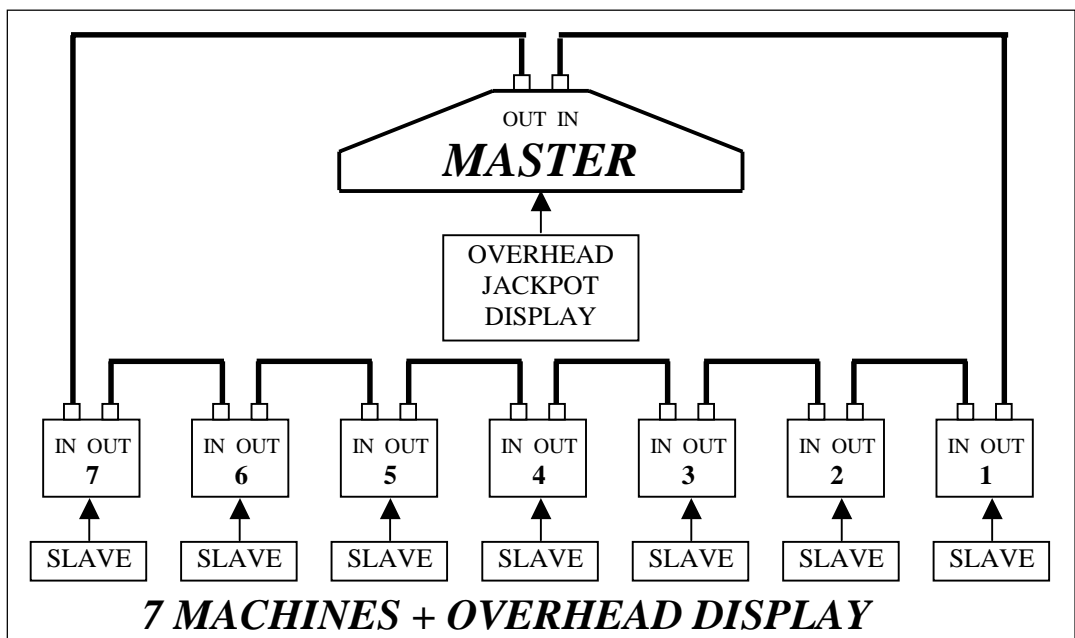 OUT IN
MASTER
OVERHEAD
JACKPOT
DISPLAY
IN OUT IN OUT IN OUT IN OUT IN OUT IN OUT IN OUT
7 6 5 4 3 2 1
SLAVE SLAVE SLAVE SLAVE SLAVE SLAVE SLAVE
7 MACHINES + OVERHEAD DISPLAY